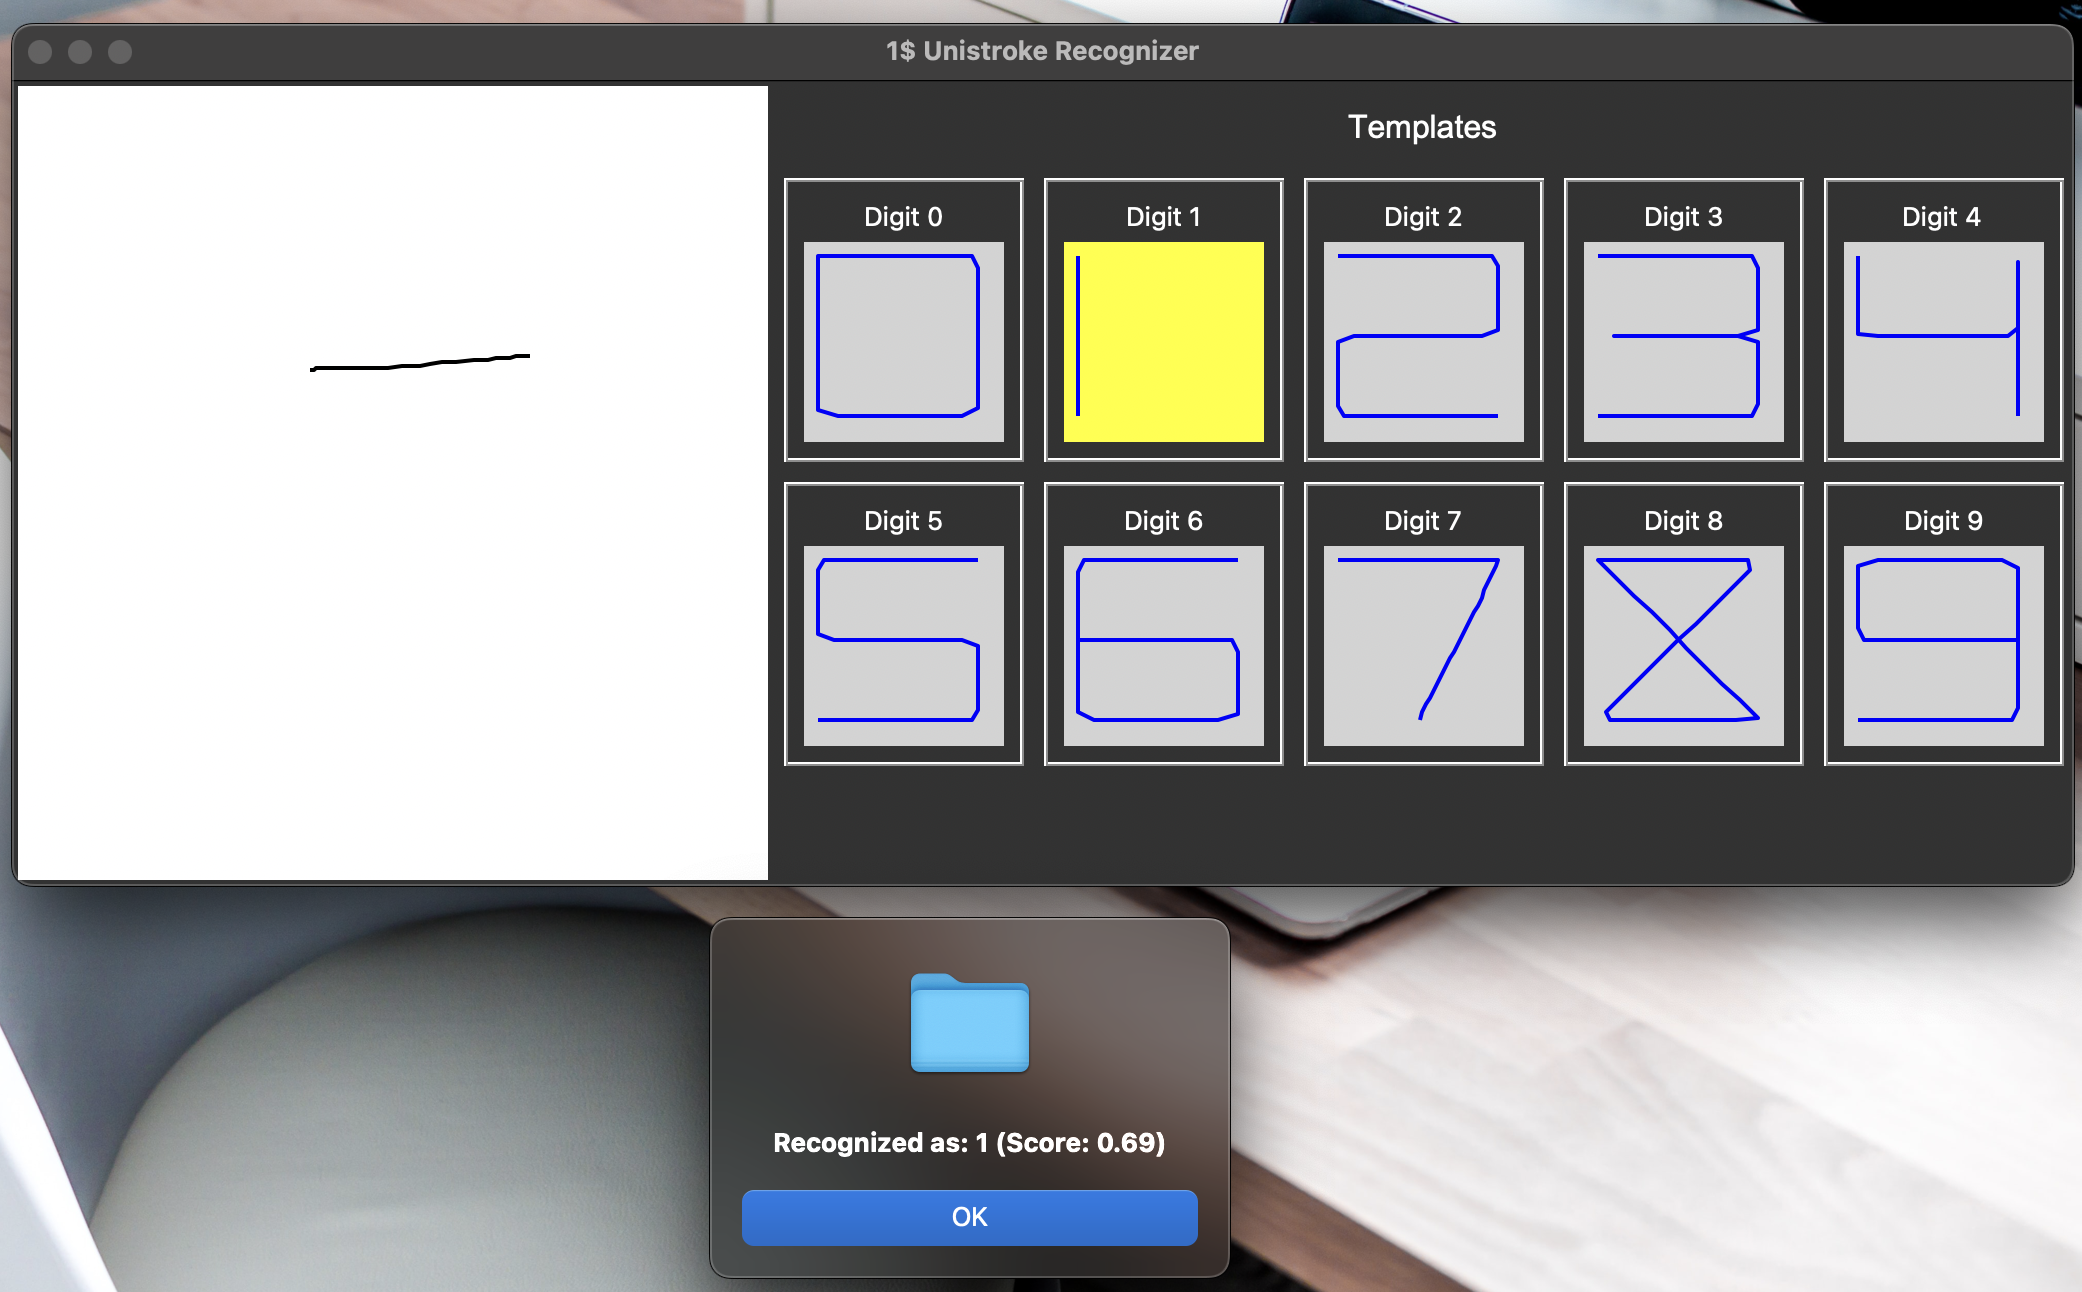 1$ Unistroke Recognizer
Templates
Digit 0
Digit 1
Digit 2
Digit 3
Digit 4
Digit 5
Digit 6
Digit 7
Digit 8
Digit 9
Recognized as: 1 (Score: 0.69)
OK